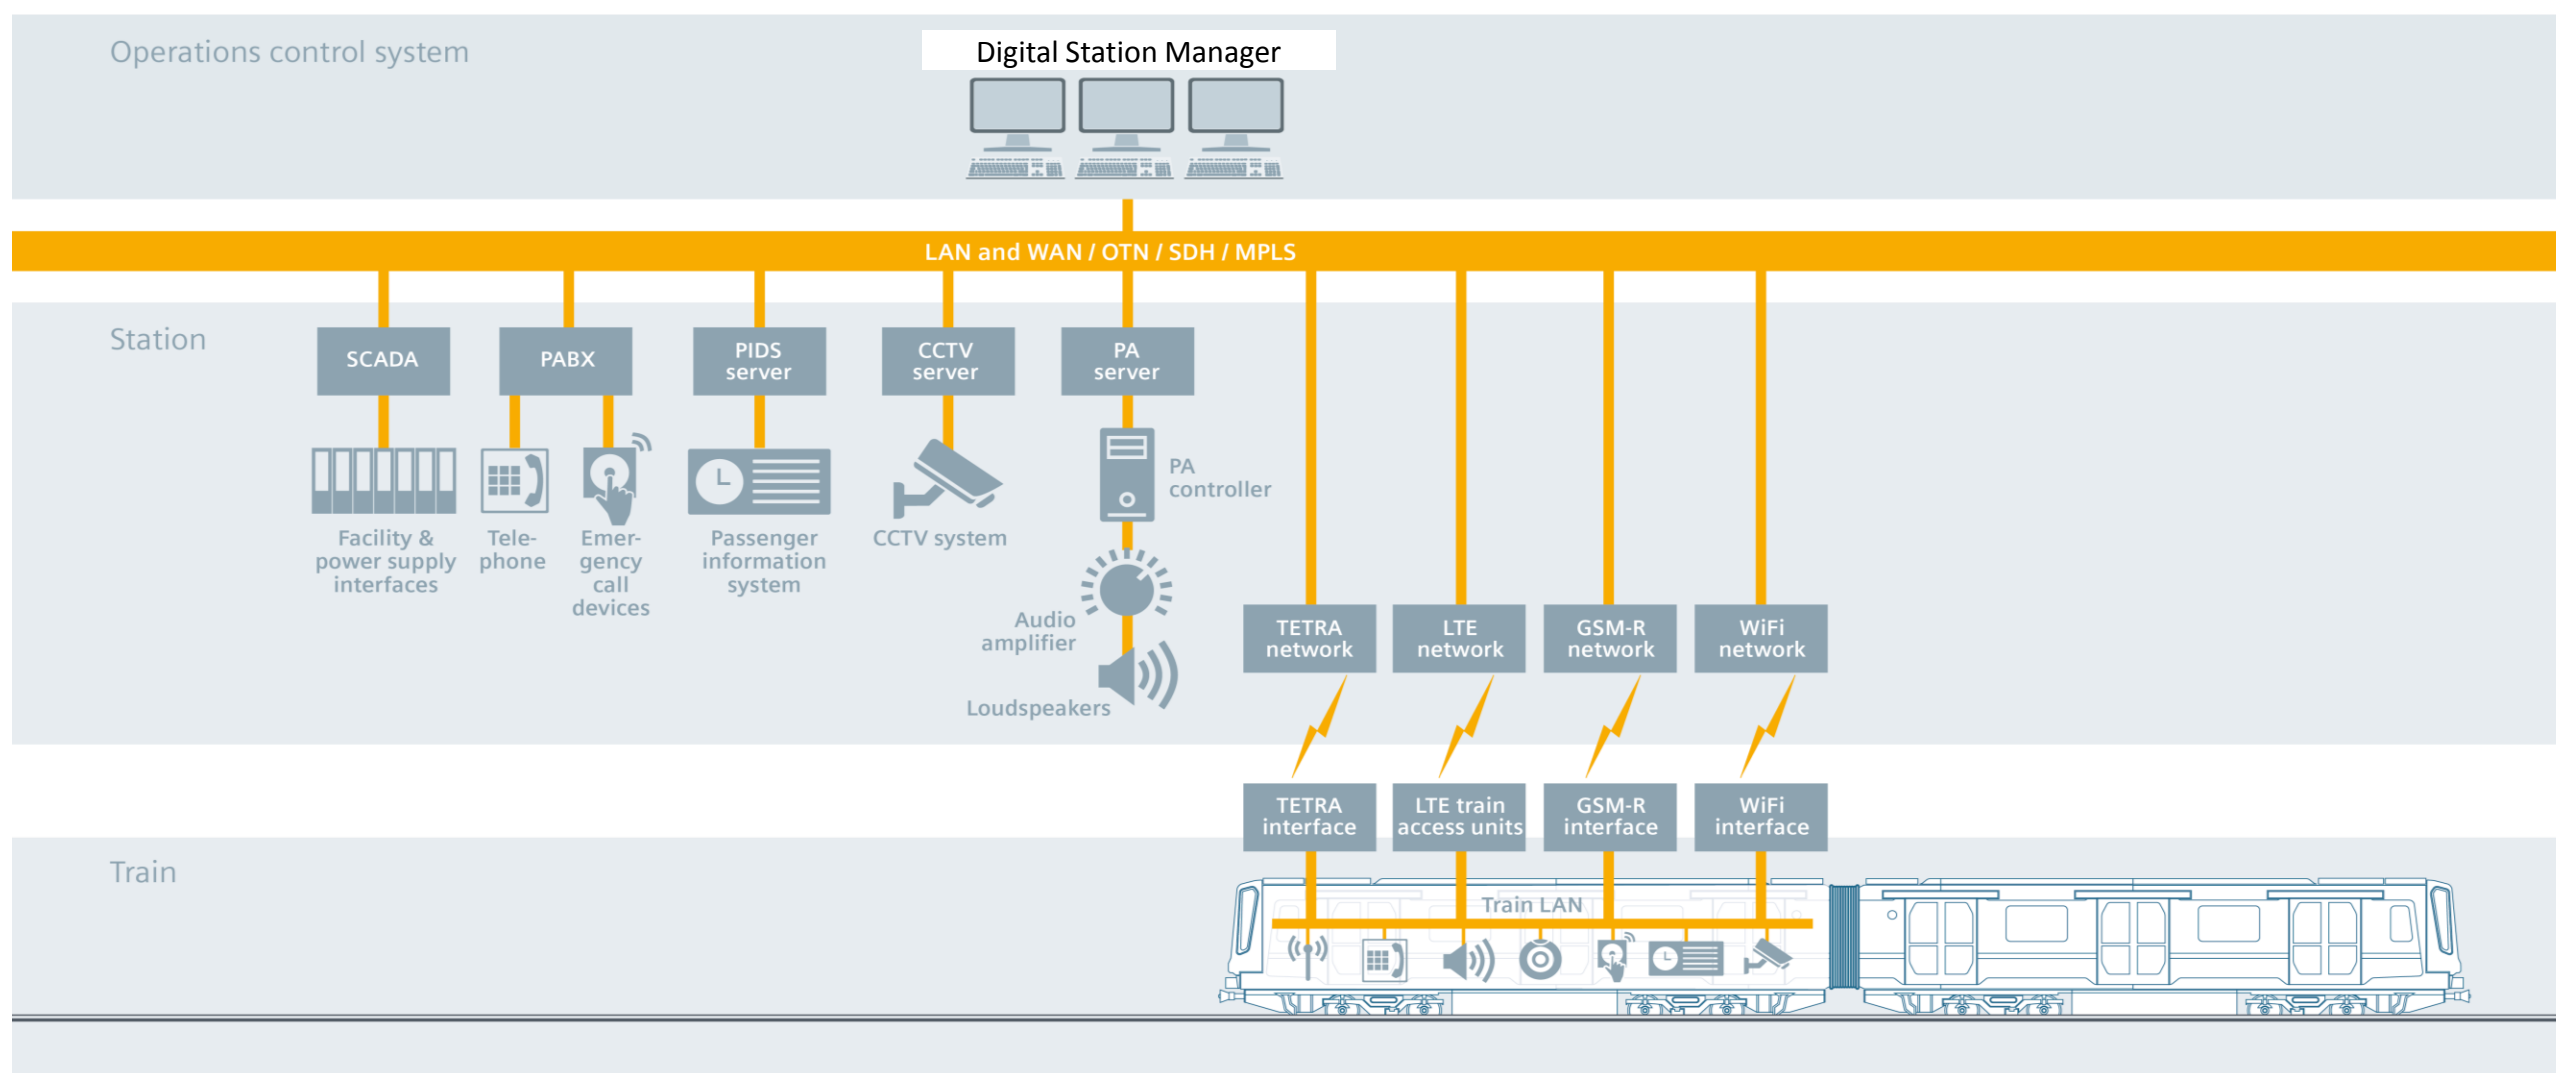 Operations control system
Digital Station Manager
LAN and WAN / OTN / SDH / MPLS
Station
SCADA
PABX
PIDS
server
CCTV
server
PA
server
PA
controller
Facility &
power supply
interfaces
Tele-
phone
Emer-
gency
call
devices
Passenger
information
system
CCTV system
Audio
amplifier
Loudspeakers
TETRA
network
LTE
network
GSM-R
network
WiFi
network
TETRA
interface
LTE train
access units
GSM-R
interface
WiFi
interface
Train
Train LAN